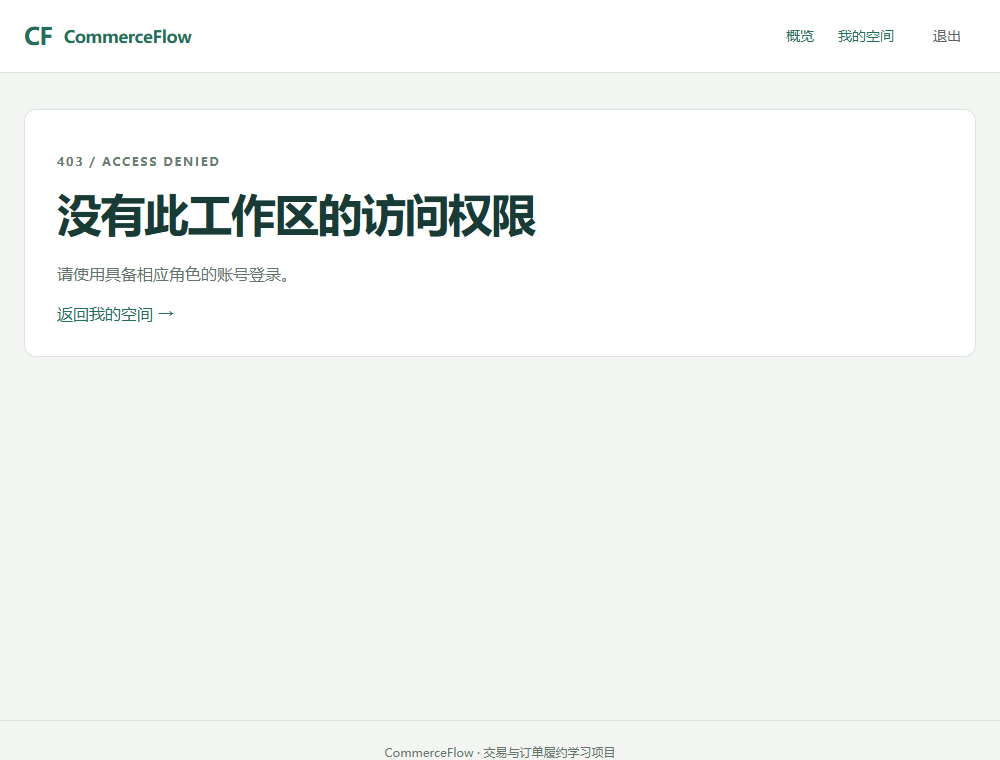 CF CommerceFlow 概览 我的空间 退出
403 / ACCESS DENIED
没有此工作区的访问权限
请使用具备相应角色的账号登录。
返回我的空间 →
CommerceFlow · 交易与订单履约学习项目